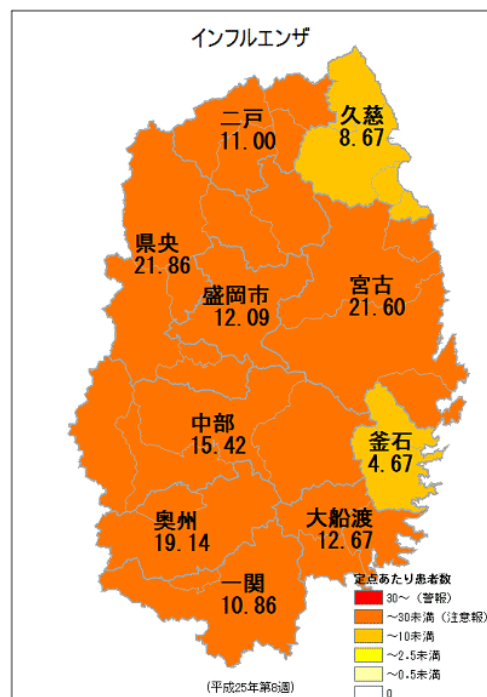 インフルエンザ
二戸
11.00
久慈
8.67
県央
21.86
盛岡市
12.09
宮古
21.60
中部
15.42
釜石
4.67
奥州
19.14
大船渡
12.67
一関
10.86
定点あたり患者数
30～（警報）
～30未満（注意報）
～10未満
～2.5未満
～0.5未満
0
(平成25年第8週)